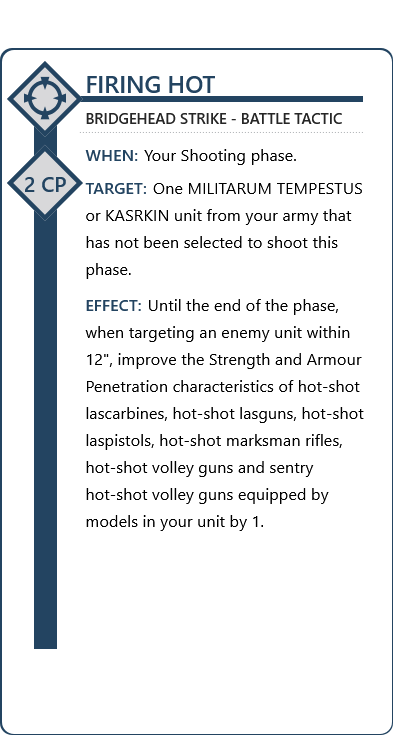 FIRING HOT
BRIDGEHEAD STRIKE - BATTLE TACTIC
WHEN: Your Shooting phase.
2 CP
TARGET: One MILITARUM TEMPESTUS
or KASRKIN unit from your army that
has not been selected to shoot this
phase.
EFFECT: Until the end of the phase,
when targeting an enemy unit within
12", improve the Strength and Armour
Penetration characteristics of hot-shot
lascarbines, hot-shot lasguns, hot-shot
laspistols, hot-shot marksman rifles,
hot-shot volley guns and sentry
hot-shot volley guns equipped by
models in your unit by 1.